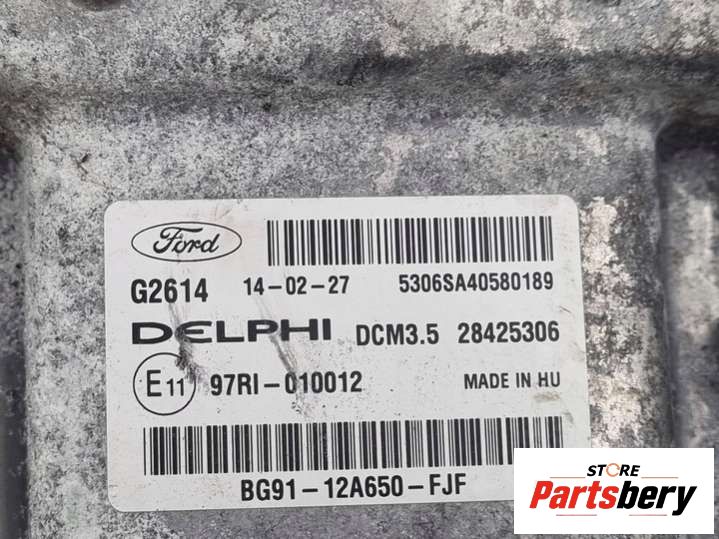 Ford
G2614 14-02-27 5306SA40580189
DELPHI DCM3.5 28425306
E11 97RI-010012 MADE IN HU
BG91-12A650-FJF
STORE
Partsbery